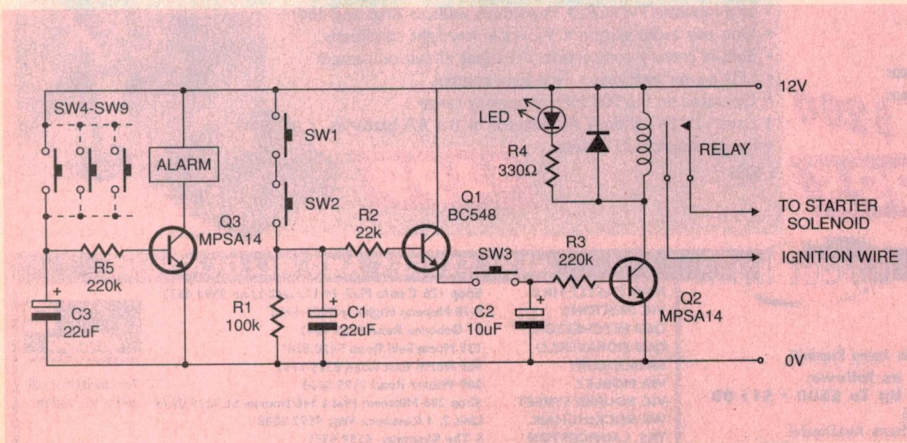 12V
SW4-SW9
LED
SW1
ALARM
R4
330Ω
RELAY
Q1
BC548
SW2
Q3
MPSA14
R2
22k
TO STARTER
SOLENOID
SW3
R3
220k
IGNITION WIRE
R5
220k
+
C3
22uF
R1
100k
+
C1
22uF
+
C2
10uF
Q2
MPSA14
0V